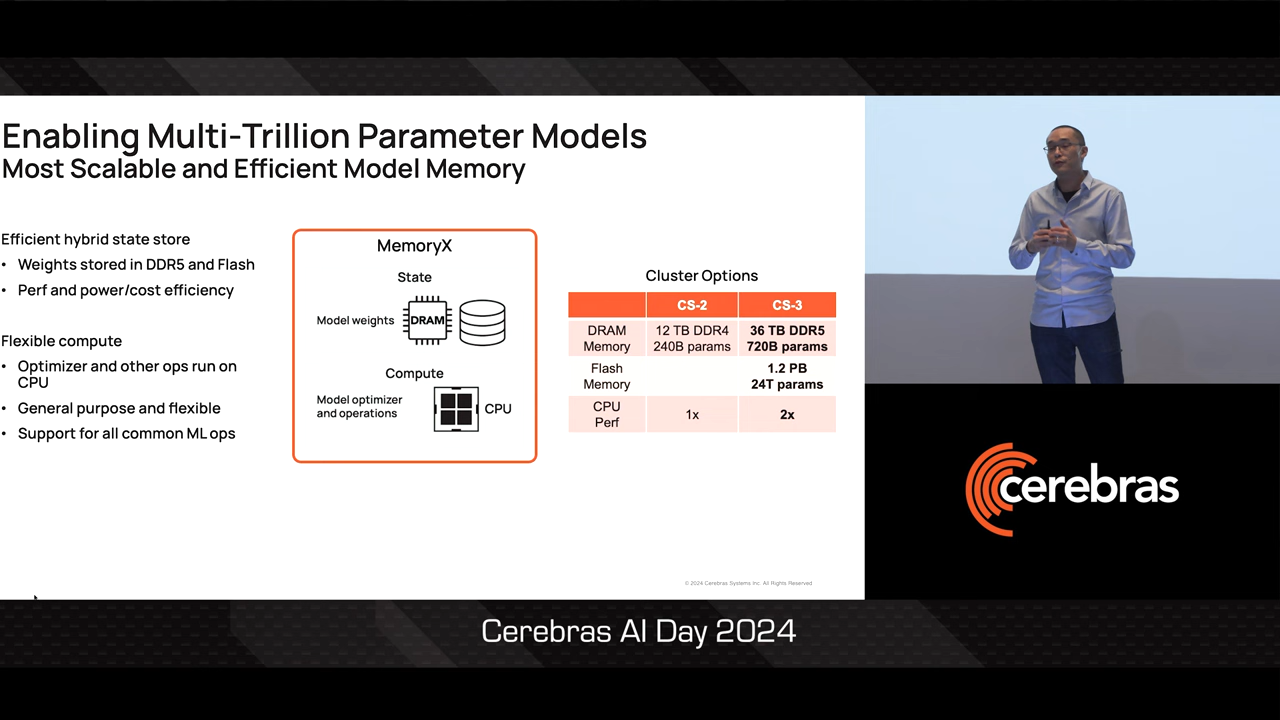 Enabling Multi-Trillion Parameter Models
Most Scalable and Efficient Model Memory
Efficient hybrid state store
• Weights stored in DDR5 and Flash
• Perf and power/cost efficiency
Flexible compute
• Optimizer and other ops run on
CPU
• General purpose and flexible
• Support for all common ML ops
MemoryX
State
Model weights
DRAM
Compute
Model optimizer
and operations
CPU
Cluster Options
CS-2 CS-3
DRAM
Memory
12 TB DDR4
240B params
36 TB DDR5
720B params
Flash
Memory
1.2 PB
24T params
CPU
Perf
1x
2x
© 2024 Cerebras Systems Inc. All Rights Reserved
cerebras
Cerebras AI Day 2024